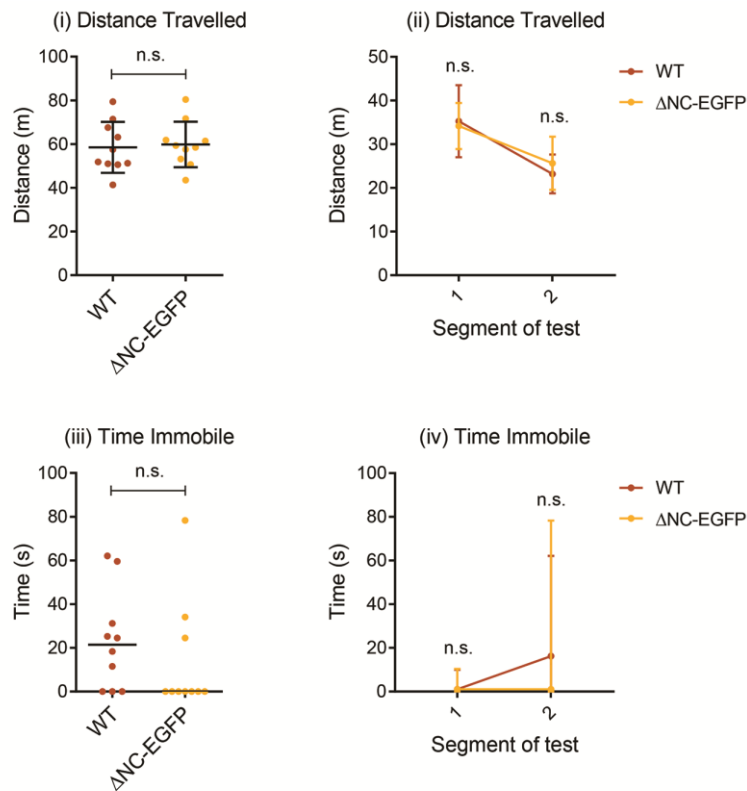 (i) Distance Travelled
n.s.
100
80
60
40
20
0
Distance (m)
WT
ΔNC-EGFP
(ii) Distance Travelled
n.s.
n.s.
50
40
30
20
10
0
Distance (m)
1
2
Segment of test
WT
ΔNC-EGFP
(iii) Time Immobile
n.s.
100
80
60
40
20
0
Time (s)
WT
ΔNC-EGFP
(iv) Time Immobile
n.s.
n.s.
100
80
60
40
20
0
Time (s)
1
2
Segment of test
WT
ΔNC-EGFP